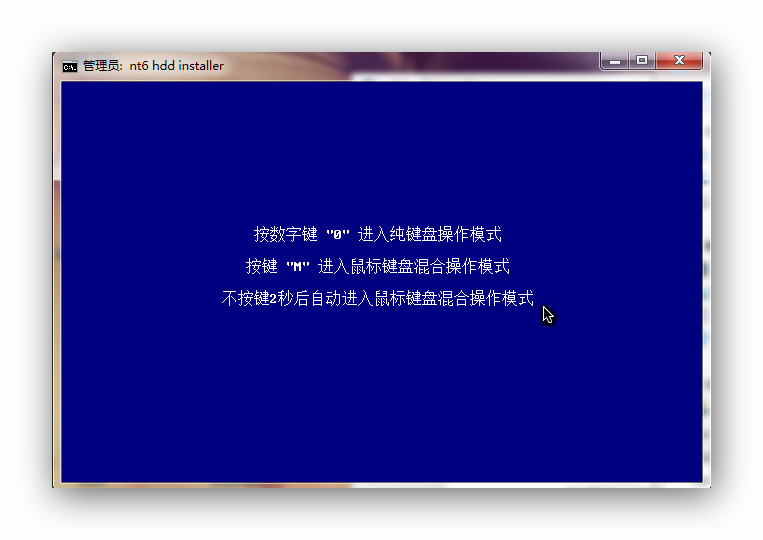 管理员: nt6 hdd installer
按数字键 "0" 进入纯键盘操作模式
按键 "M" 进入鼠标键盘混合操作模式
不按键2秒后自动进入鼠标键盘混合操作模式